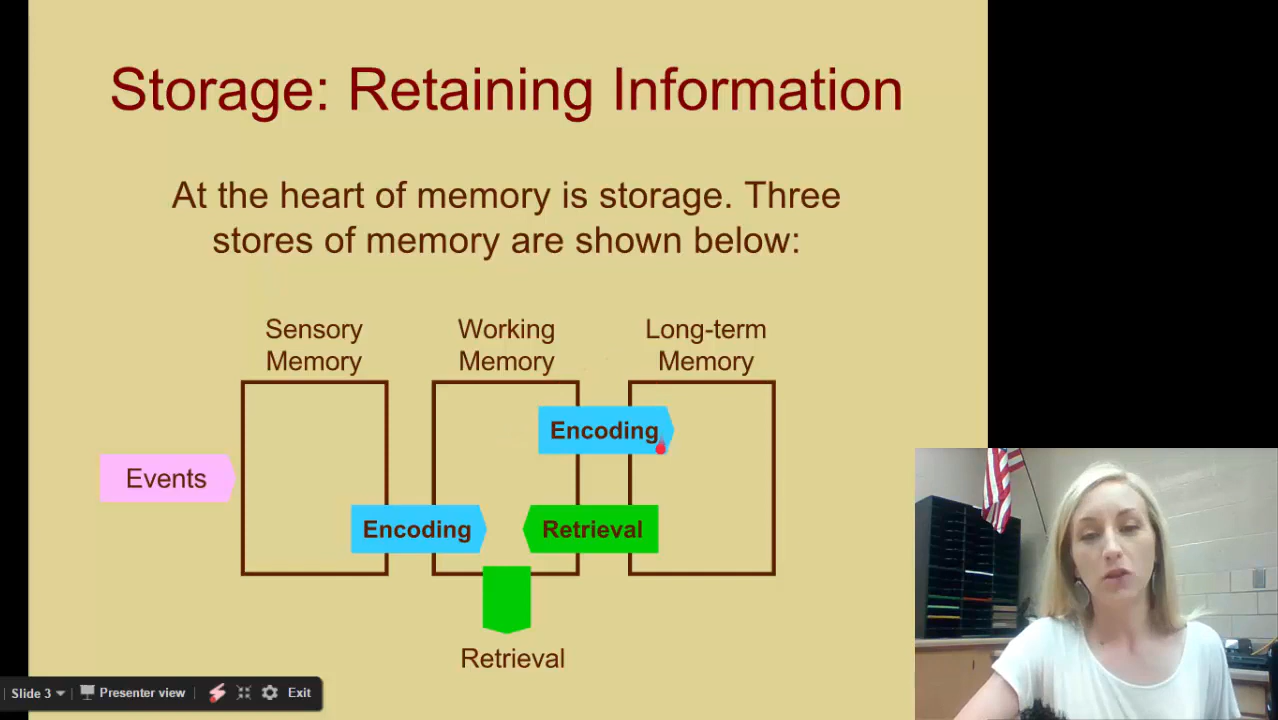 Storage: Retaining Information
At the heart of memory is storage. Three
stores of memory are shown below:
Sensory
Memory
Working
Memory
Long-term
Memory
Encoding
Events
Encoding
Retrieval
Retrieval
Slide 3
Presenter view
Exit